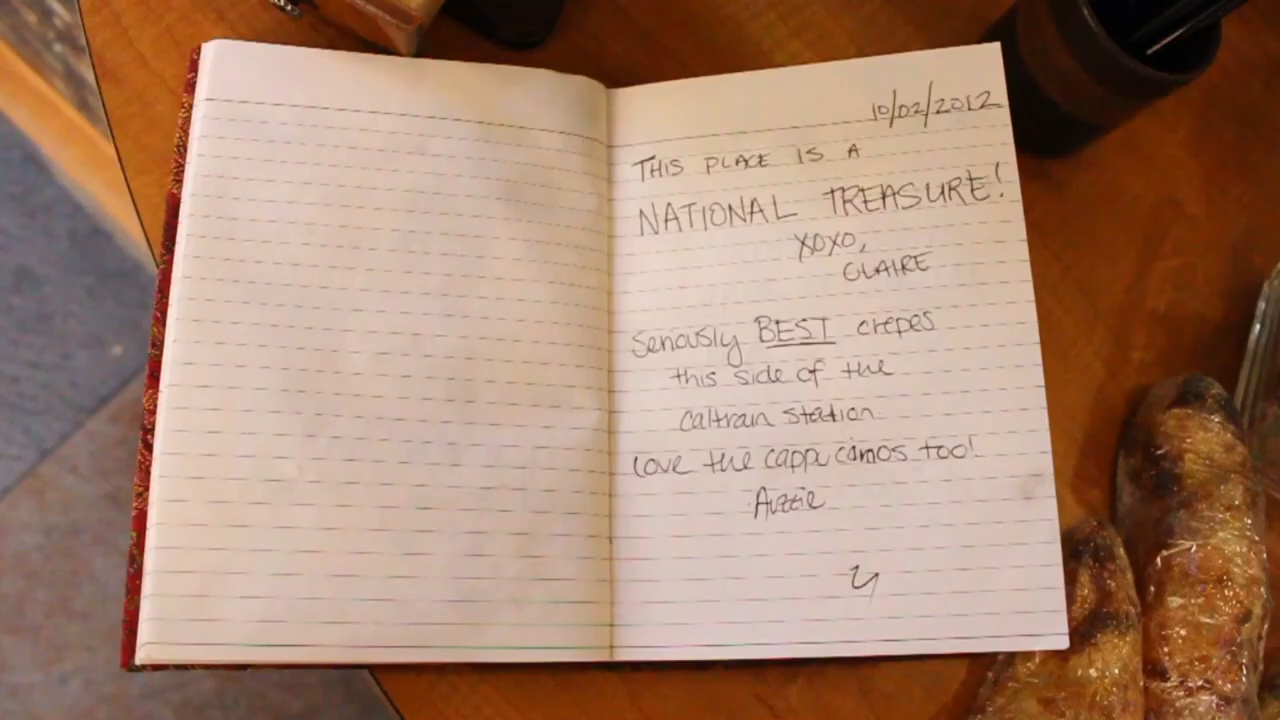 10/02/2012
THIS PLACE IS A
NATIONAL TREASURE!
XOXO,
CLAIRE
Seriously BEST crepes
this side of the
caltrain station.
Love the cappucinos too!